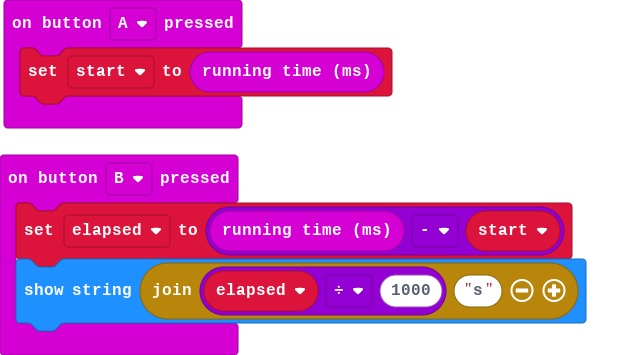 on button A pressed
set start to running time (ms)
on button B pressed
set elapsed to running time (ms) - start
show string join elapsed ÷ 1000 "s"